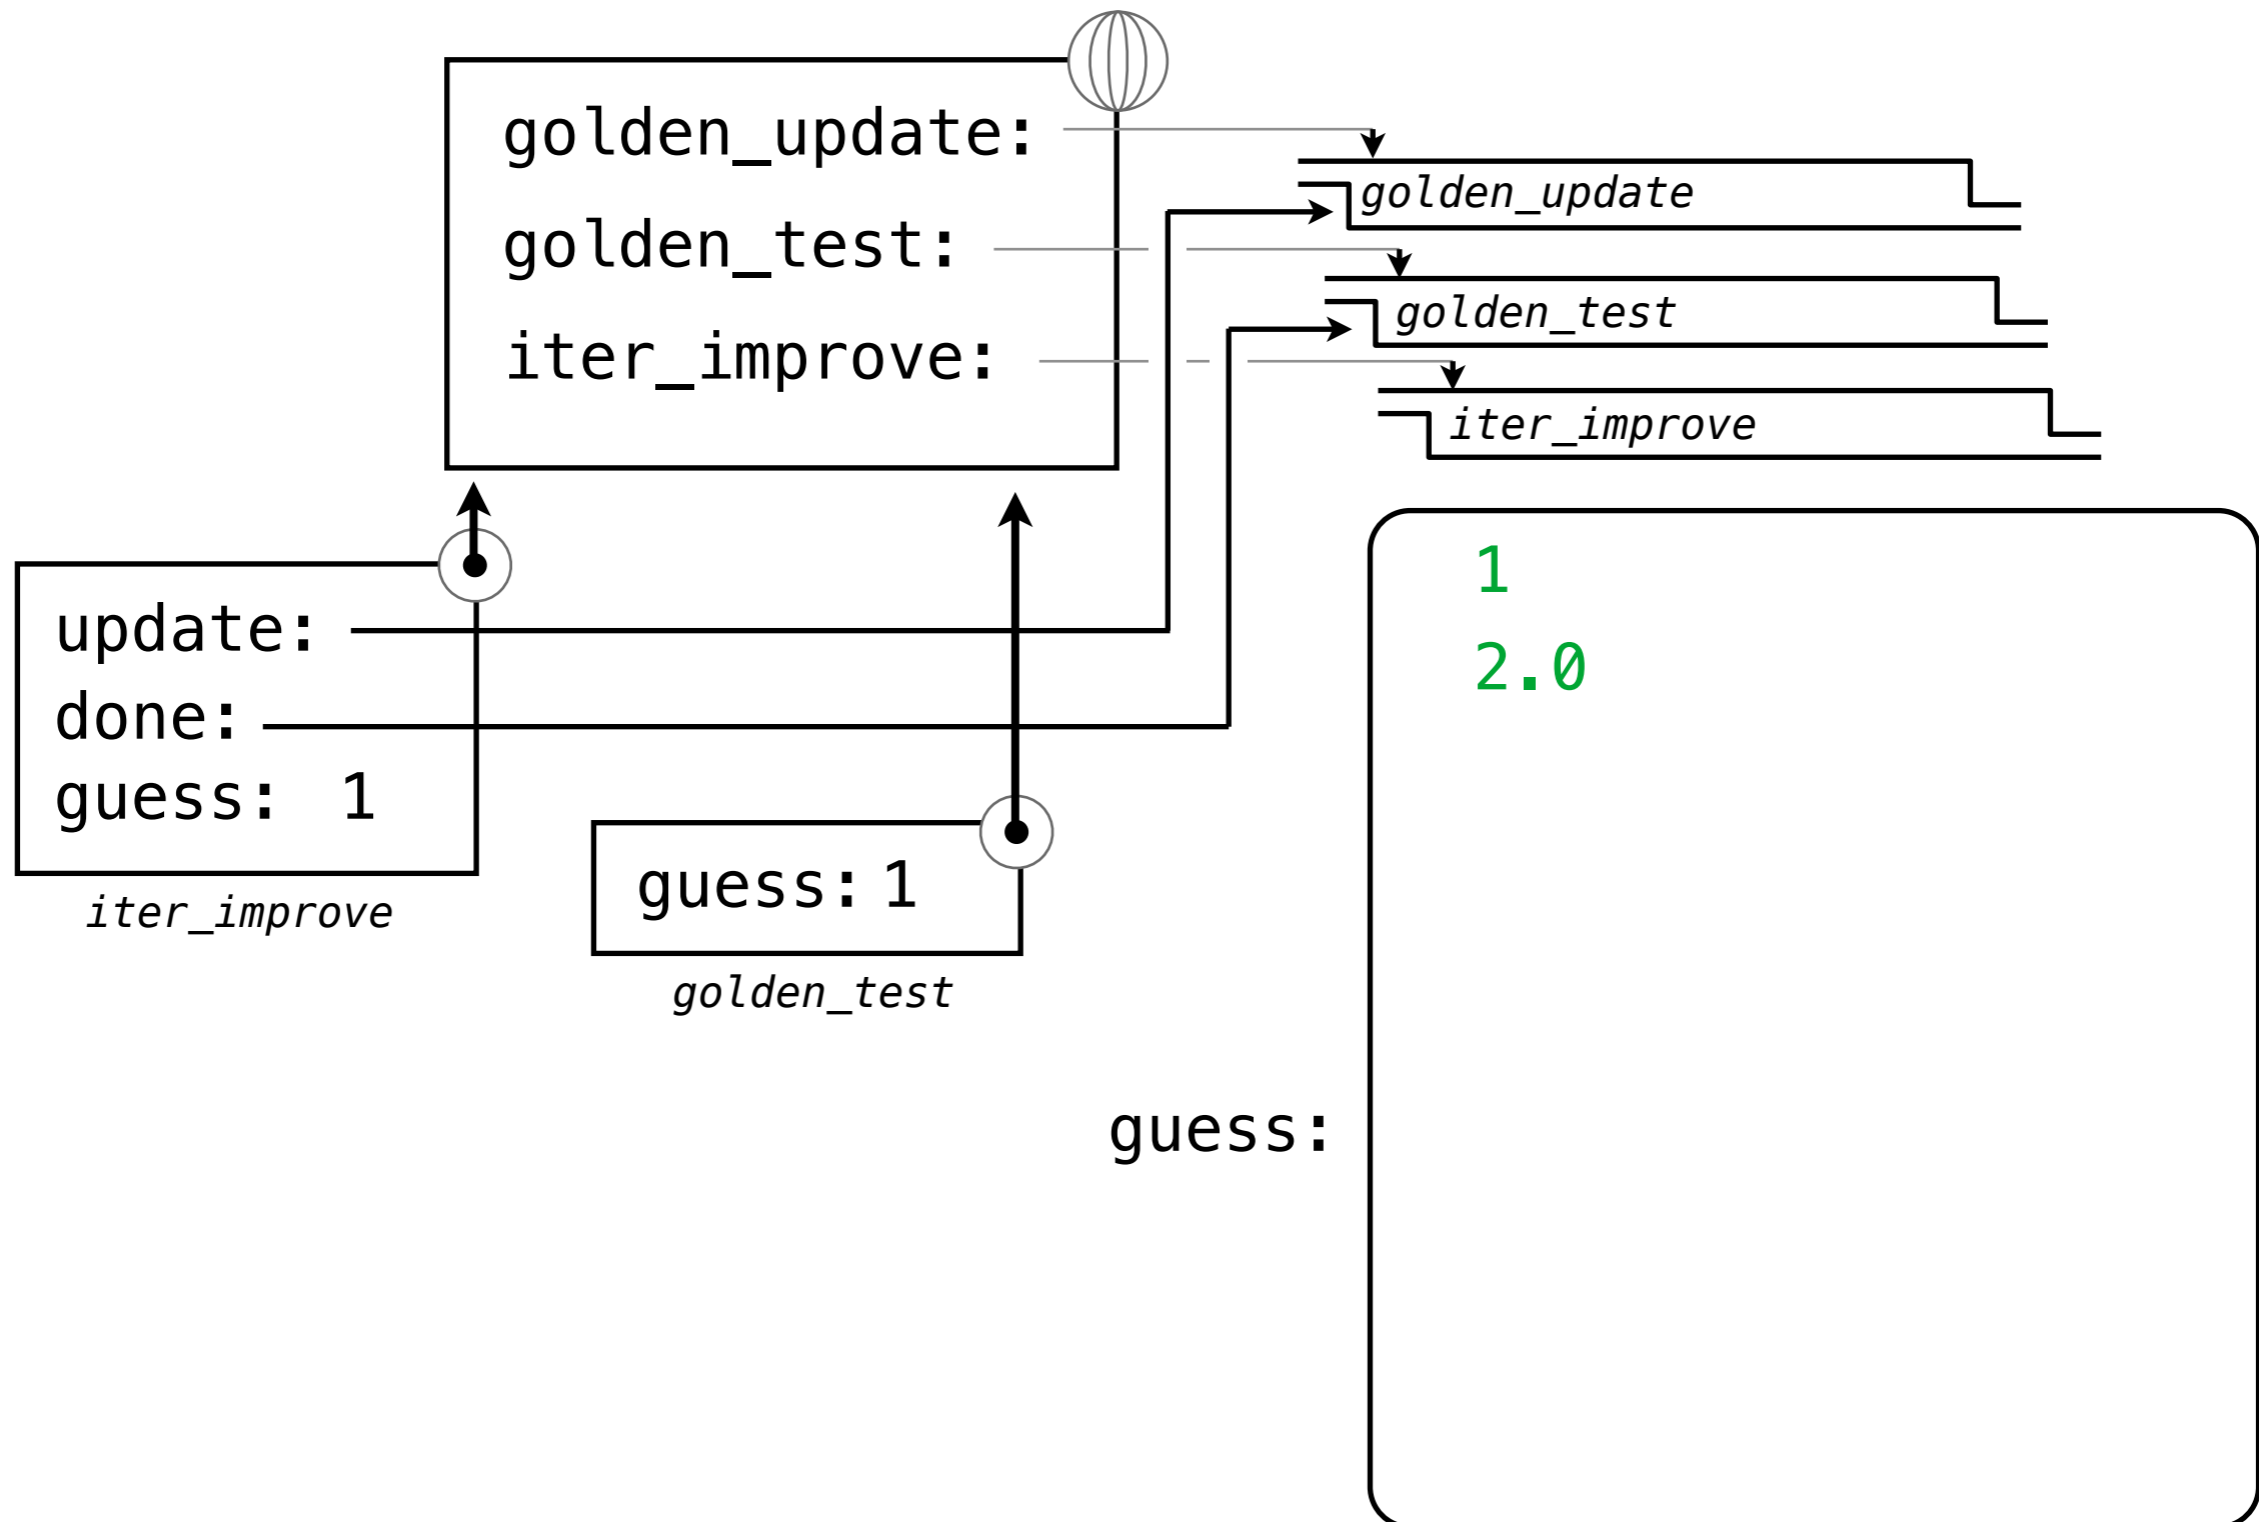 golden_update:
golden_test:
iter_improve:
golden_update
golden_test
iter_improve
update:
done:
guess: 1
iter_improve
guess: 1
golden_test
guess:
1
2.0